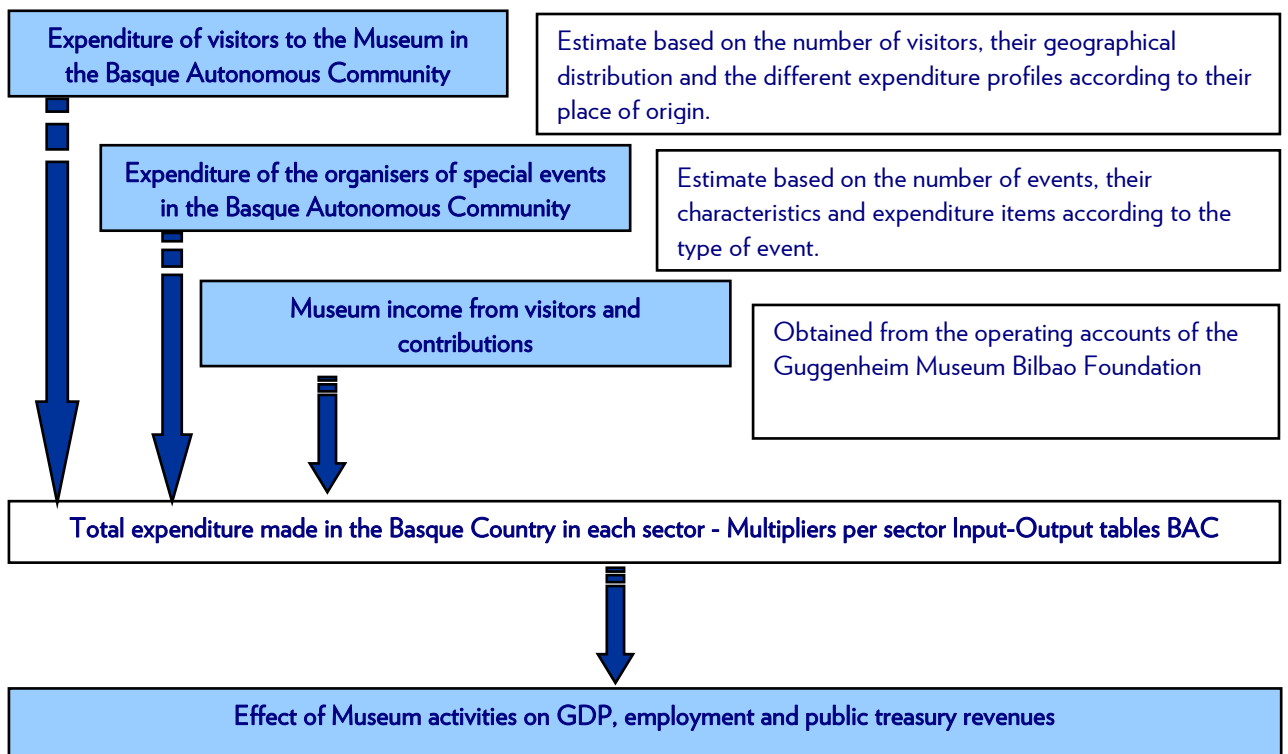 Expenditure of visitors to the Museum in
the Basque Autonomous Community
Estimate based on the number of visitors, their geographical
distribution and the different expenditure profiles according to their
place of origin.
Expenditure of the organisers of special events
in the Basque Autonomous Community
Estimate based on the number of events, their
characteristics and expenditure items according to the
type of event.
Museum income from visitors and
contributions
Obtained from the operating accounts of the
Guggenheim Museum Bilbao Foundation
Total expenditure made in the Basque Country in each sector - Multipliers per sector Input-Output tables BAC
Effect of Museum activities on GDP, employment and public treasury revenues